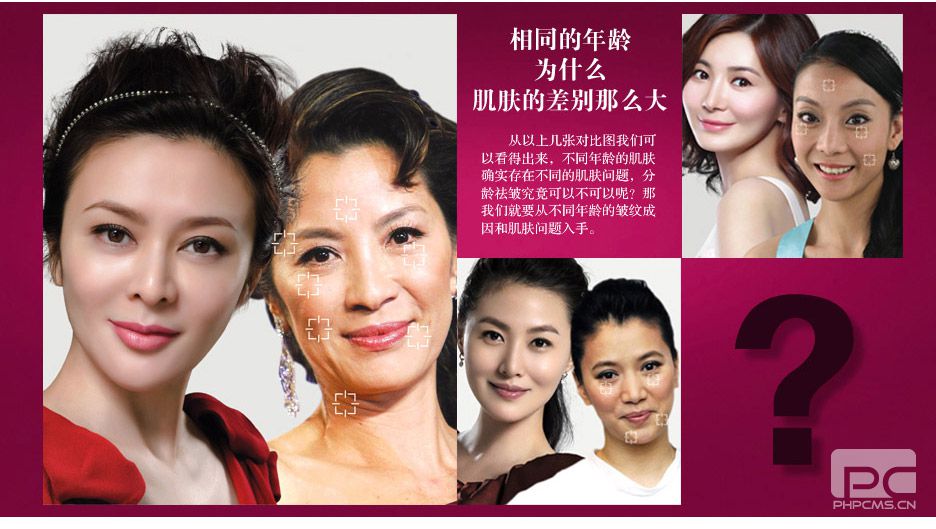 相同的年龄
为什么
肌肤的差别那么大
从以上几张对比图我们可
以看得出来，不同年龄的肌肤
确实存在不同的肌肤问题，分
龄祛皱究竟可以不可以呢？那
我们就要从不同年龄的皱纹成
因和肌肤问题入手。
?
PC
PHPCMS.CN